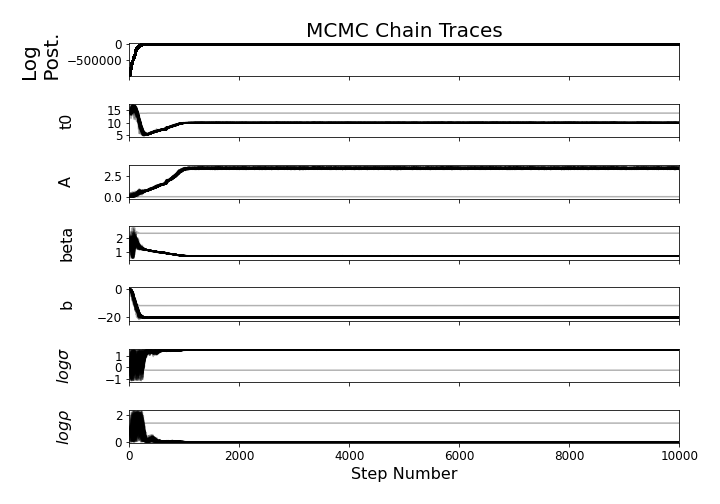 MCMC Chain Traces
Log
Post.
0
−500000
t0
15
10
5
A
2.5
0.0
beta
2
1
b
0
−20
logσ
1
0
−1
logρ
2
0
0
2000
4000
6000
8000
10000
Step Number